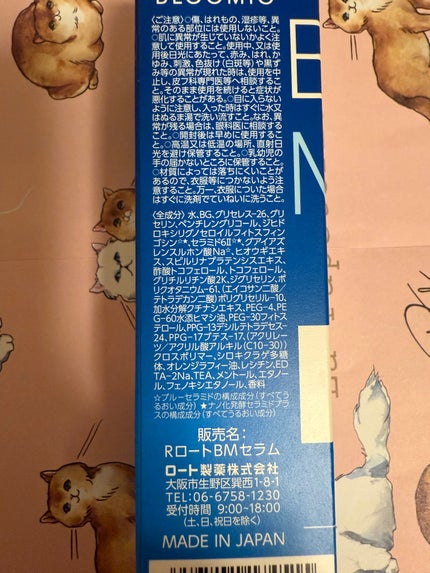 BLOOMIO
〈ご注意〉○傷、はれもの、湿疹等、異
常のある部位には使用しないこと。
○肌に異常が生じていないかよく注
意して使用すること。使用中、又は使
用後日光にあたって、赤み、はれ、か
ゆみ、刺激、色抜け(白斑等)や黒ず
み等の異常が現れた時は、使用を中
止し、皮フ科専門医等へ相談するこ
と。そのまま使用を続けると症状が
悪化することがある。○目に入らない
ように注意し、入った時はすぐに水又
はぬるま湯で洗い流すこと。なお、異
常が残る場合は、眼科医に相談する
こと。○開封後は早めに使用するこ
と。○高温又は低温の場所、直射日
光を避け保管すること。○乳幼児の
手の届かないところに保管すること。
○材質によっては落ちにくいことが
あるので、衣服等につかないよう注
意すること。万一、衣服についた場合
はすぐに洗剤でていねいに洗うこと。
〈全成分〉水、BG、グリセレス-26、グリ
セリン、ペンチレングリコール、ジヒド
ロキシリグノセロイルフィトスフィン
ゴシン☆★、セラミド6Ⅱ☆★、グアイアズ
レンスルホン酸Na☆、ヒオウギエキ
ス、スピルリナプラテンシスエキス、
酢酸トコフェロール、トコフェロール、
グリチルリチン酸2K、ジグリセリン、ポ
リクオタニウム-61、(エイコサン二酸/
テトラデカン二酸)ポリグリセリル-10、
加水分解クチナシエキス、PEG-4、PE
G-60水添ヒマシ油、PEG-30フィトス
テロール、PPG-13デシルテトラデセス-
24、PPG-17ブテス-17、(アクリレー
ツ/アクリル酸アルキル(C10-30))
クロスポリマー、シロキクラゲ多糖
体、オレンジラフィー油、レシチン、ED
TA-2Na、TEA、メントール、エタノー
ル、フェノキシエタノール、香料
☆ブルーセラミドの構成成分(すべてう
るおい成分) ★ナノ化発酵セラミドプラ
スの構成成分(すべてうるおい成分)
販売名:
RロートBMセラム
ロート製薬株式会社
大阪市生野区巽西1-8-1
TEL:06-6758-1230
受付時間 9:00~18:00
(土、日、祝日を除く)
MADE IN JAPAN